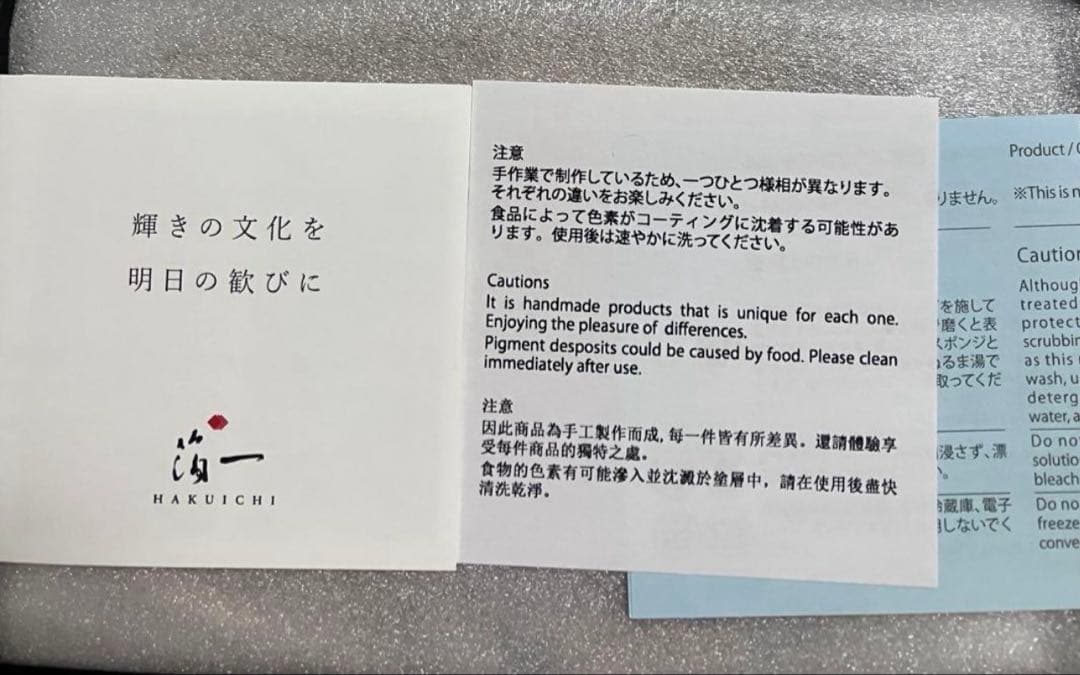 輝きの文化を
明日の歓びに
箔一
HAKUICHI
注意
手作業で制作しているため、一つひとつ様相が異なります。
それぞれの違いをお楽しみください。
食品によって色素がコーティングに沈着する可能性があ
ります。使用後は速やかに洗ってください。
Cautions
It is handmade products that is unique for each one.
Enjoying the pleasure of differences.
Pigment desposits could be caused by food. Please clean
immediately after use.
注意
因此商品為手工製作而成，每一件皆有所差異。還請體驗享
受每件商品的獨特之處。
食物的色素有可能滲入並沈澱於塗層中，請在使用後盡快
清洗乾淨。
りません。
を施して
磨くと表
スポンジと
るま湯で
取ってくだ
浸さず、漂
い。
冷蔵庫、電子
用しないでく
Product /
※This is n
Caution
Although
treated
protect
scrubbin
as this
wash, u
deterg
water, a
Do no
solutio
bleach
Do no
freeze
conve